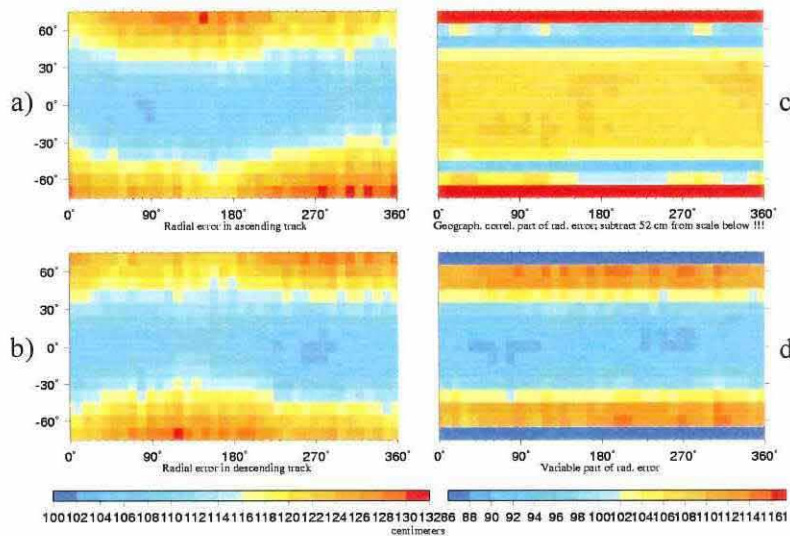 75°
30°
0°
-30°
-60°
0° 90° 180° 270° 360°
Radial error in ascending track
a)
0° 90° 180° 270° 360°
Geograph. correl. part of rad. error; subtract 52 cm from scale below !!!
c
60°
30°
0°
-30°
-60°
0° 90° 180° 270° 360°
Radial error in descending track
b)
0° 90° 180° 270° 360°
Variable part of rad. error
d
100102104106108110112114116118120122124126128130132
86 88 90 92 94 96 98 100102104106108
centimeters